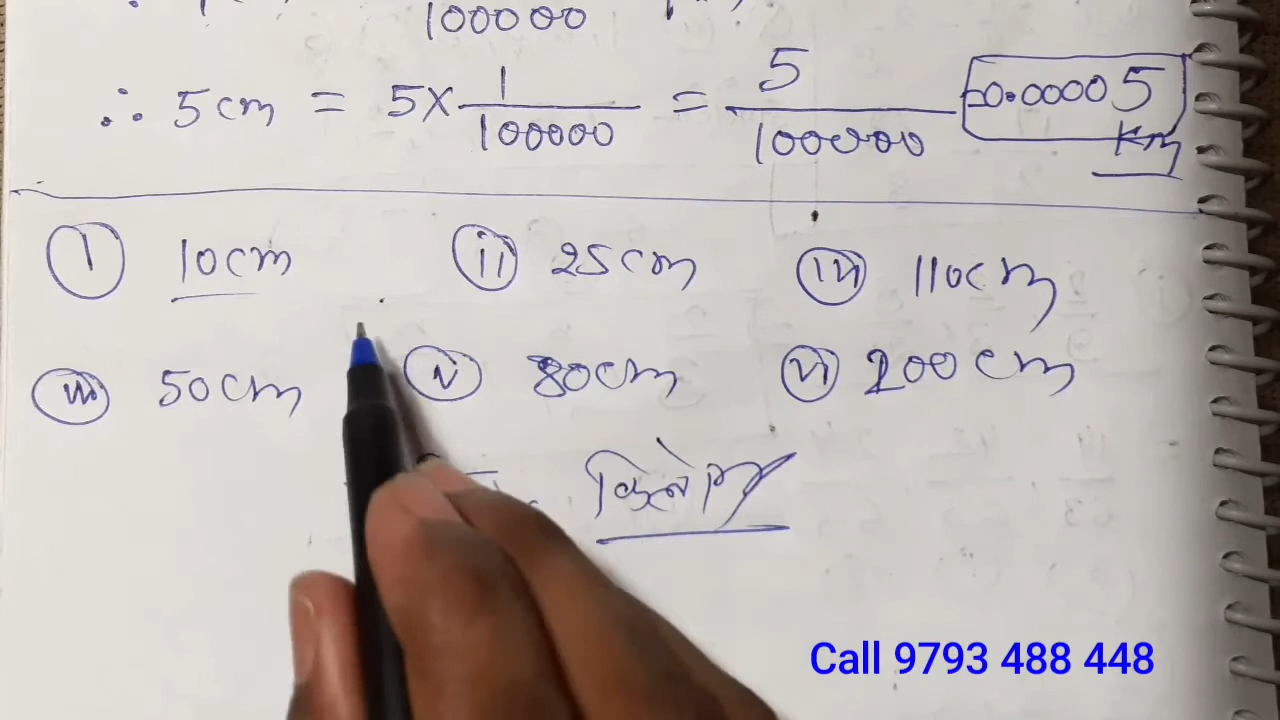 100000
∴ 5cm = 5× 1/100000 = 5/100000 =0.00005 Km
(i) 10cm (ii) 25cm (iii) 110cm
50cm (v) 80cm (vi) 200cm
Call 9793 488 448